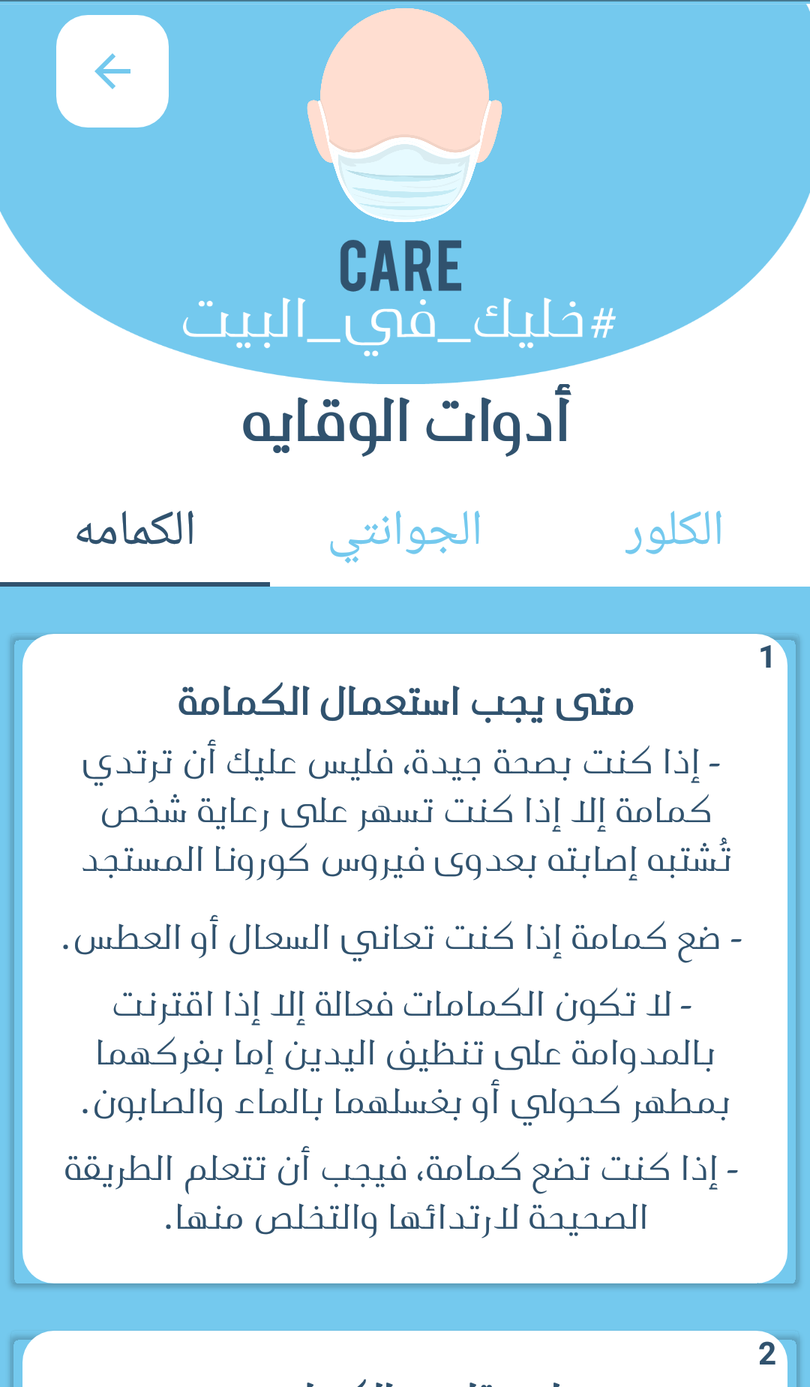 CARE
#خليك_في_البيت
أدوات الوقايه
الكلور
الجوانتي
الكمامه
1
متى يجب استعمال الكمامة
- إذا كنت بصحة جيدة، فليس عليك أن ترتدي
كمامة إلا إذا كنت تسهر على رعاية شخص
تُشتبه إصابته بعدوى فيروس كورونا المستجد
- ضع كمامة إذا كنت تعاني السعال أو العطس.
- لا تكون الكمامات فعالة إلا إذا اقترنت
بالمداومة على تنظيف اليدين إما بفركهما
بمطهر كحولي أو بغسلهما بالماء والصابون.
- إذا كنت تضع كمامة، فيجب أن تتعلم الطريقة
الصحيحة لارتدائها والتخلص منها.
2